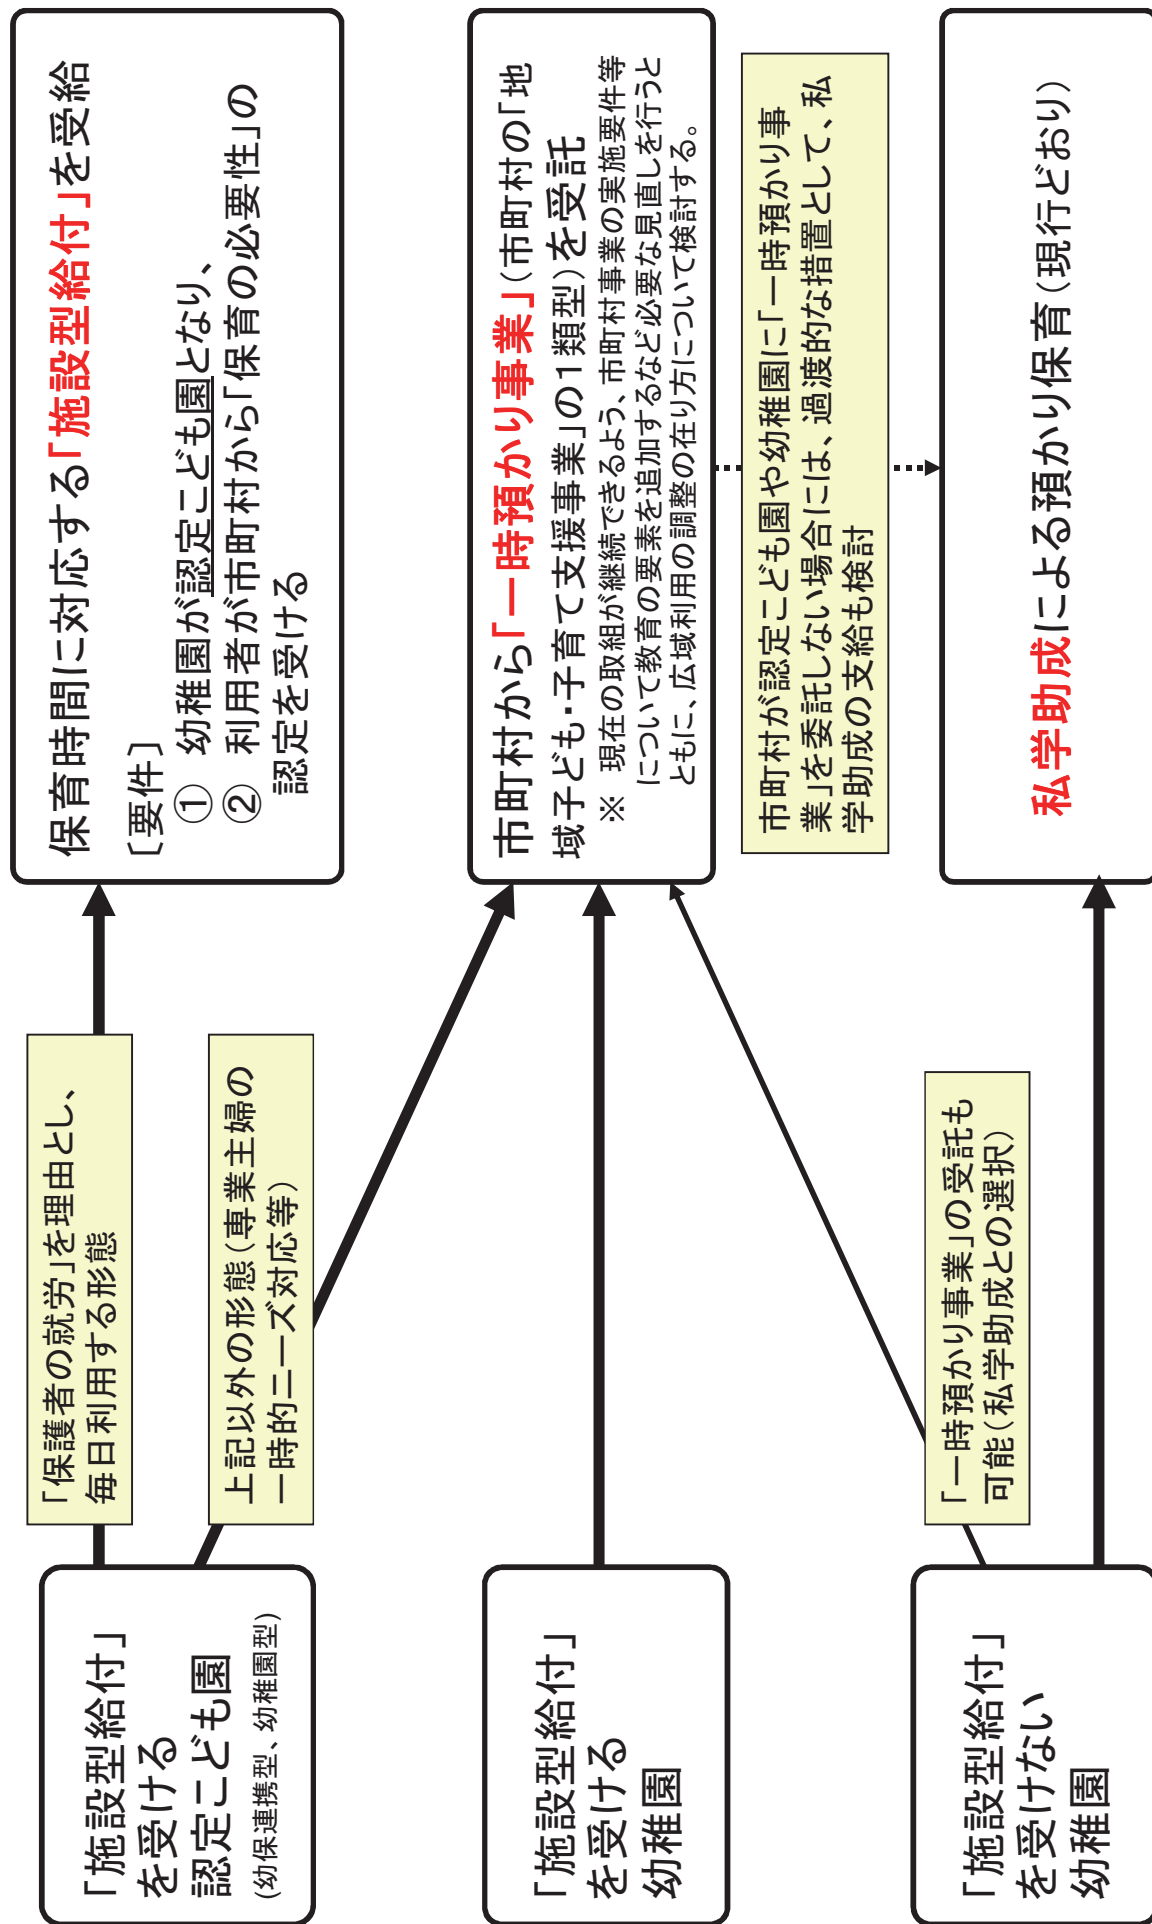 「施設型給付」
を受ける
認定こども園
(幼保連携型、幼稚園型)
「保護者の就労」を理由とし、
毎日利用する形態
上記以外の形態(専業主婦の
一時的ニーズ対応等)
保育時間に対応する「施設型給付」を受給
〔要件〕
① 幼稚園が認定こども園となり、
② 利用者が市町村から「保育の必要性」の
認定を受ける
「施設型給付」
を受ける
幼稚園
市町村から「一時預かり事業」(市町村の「地
域子ども・子育て支援事業」の1類型)を受託
※ 現在の取組が継続できるよう、市町村事業の実施要件等
について教育の要素を追加するなど必要な見直しを行うと
ともに、広域利用の調整の在り方について検討する。
市町村が認定こども園や幼稚園に「一時預かり事
業」を委託しない場合には、過渡的な措置として、私
学助成の支給も検討
「施設型給付」
を受けない
幼稚園
「一時預かり事業」の受託も
可能(私学助成との選択)
私学助成による預かり保育(現行どおり)